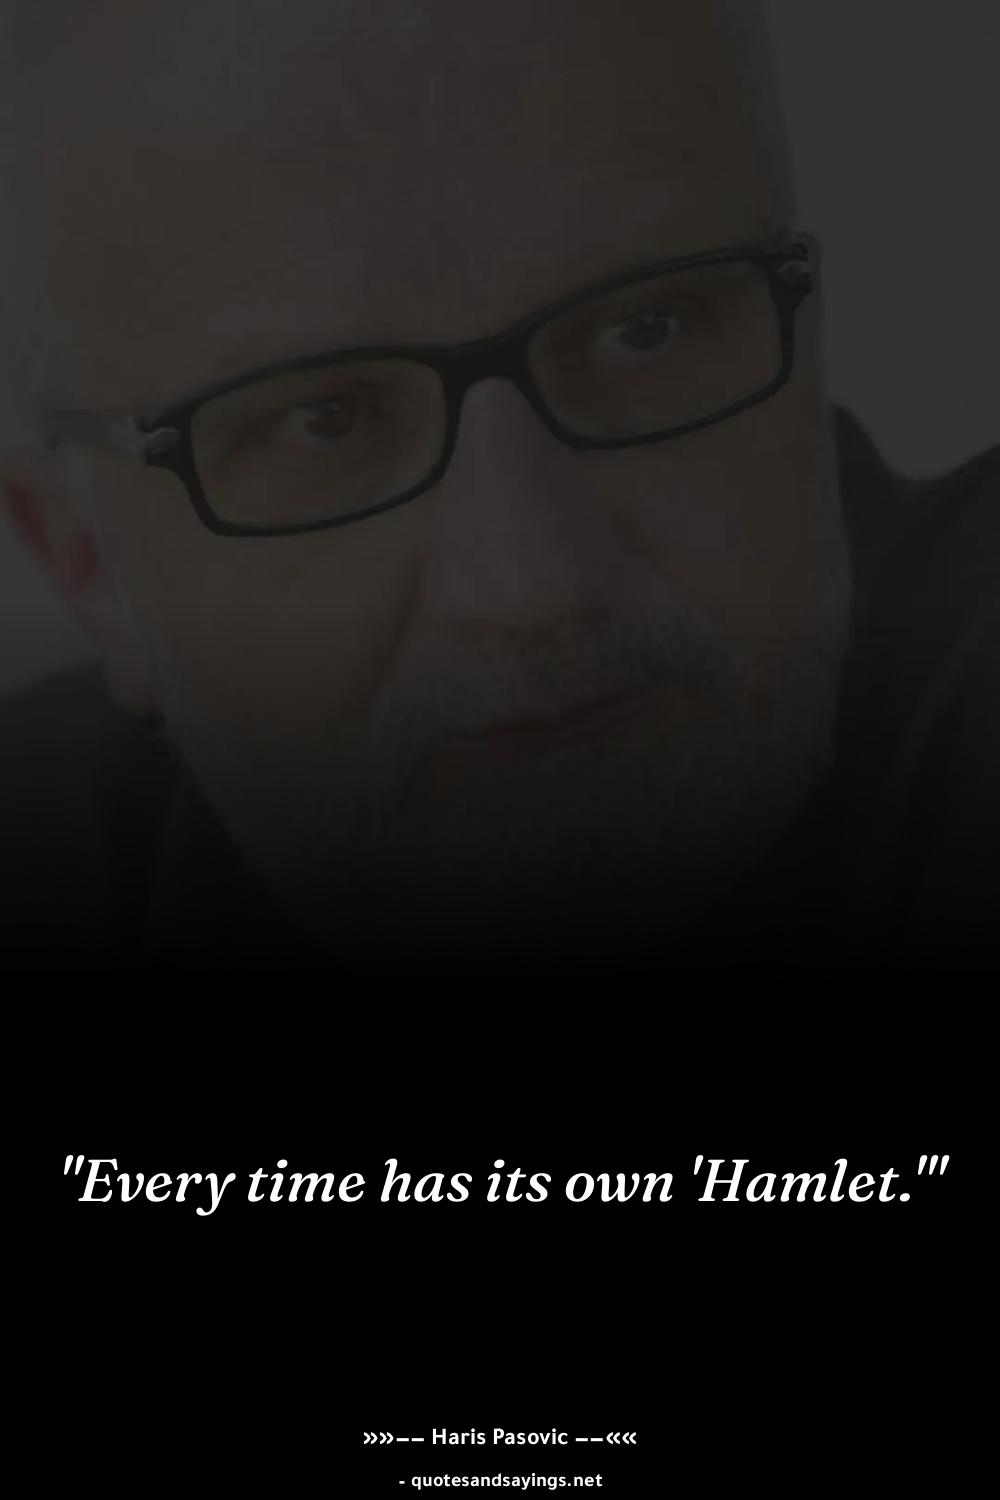 "Every time has its own 'Hamlet.'"
»»–– Haris Pasovic ––««
- quotesandsayings.net